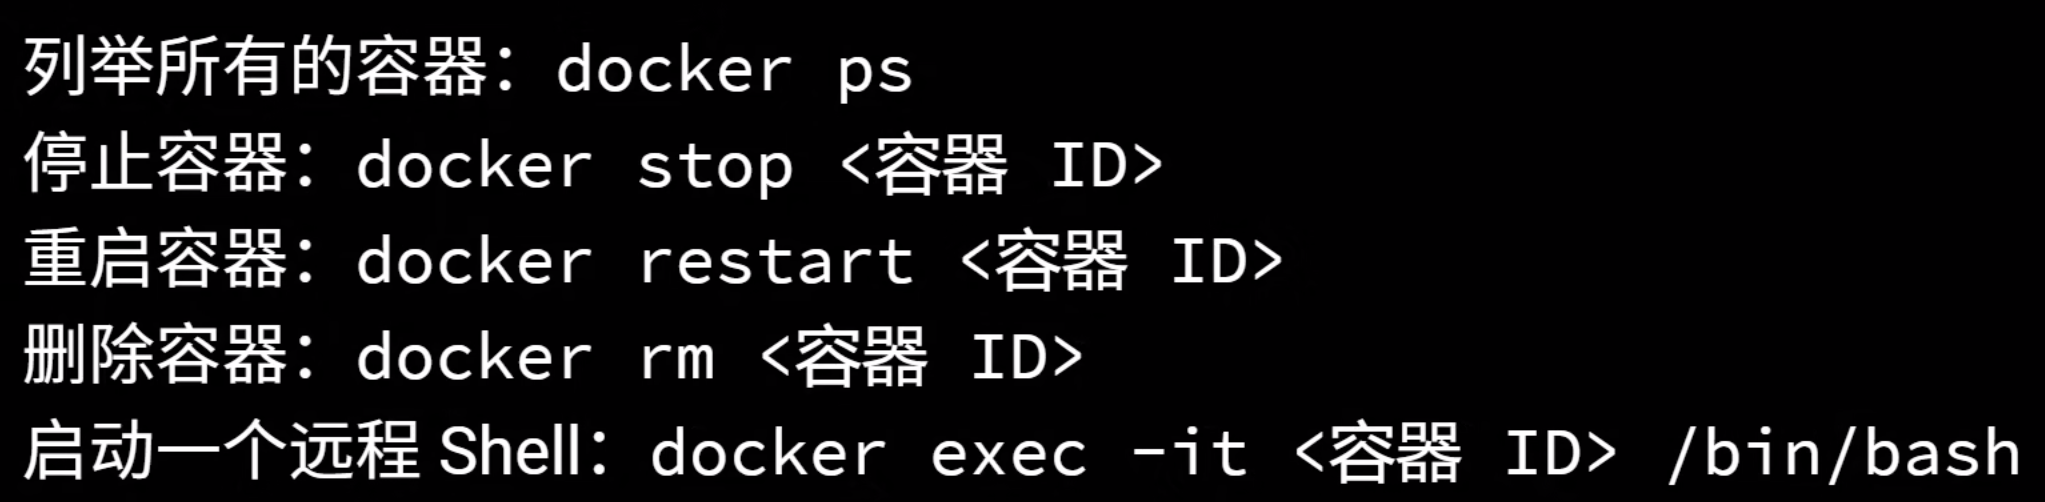 列举所有的容器：docker ps
停止容器：docker stop <容器 ID>
重启容器：docker restart <容器 ID>
删除容器：docker rm <容器 ID>
启动一个远程 Shell：docker exec -it <容器 ID> /bin/bash